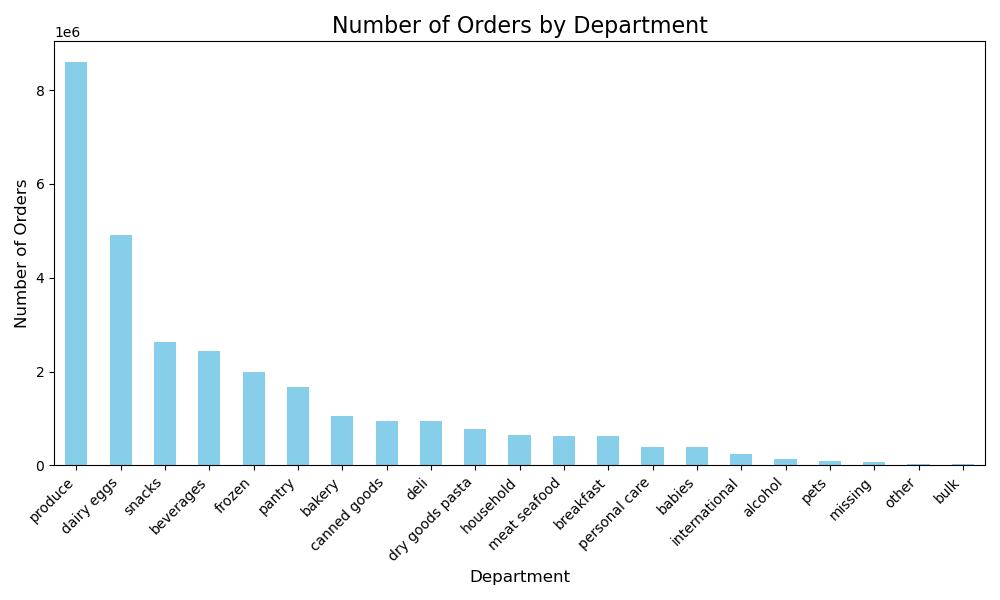 Number of Orders by Department
1e6
8
6
4
2
0
Number of Orders
produce
dairy eggs
snacks
beverages
frozen
pantry
bakery
canned goods
deli
dry goods pasta
household
meat seafood
breakfast
personal care
babies
international
alcohol
pets
missing
other
bulk
Department